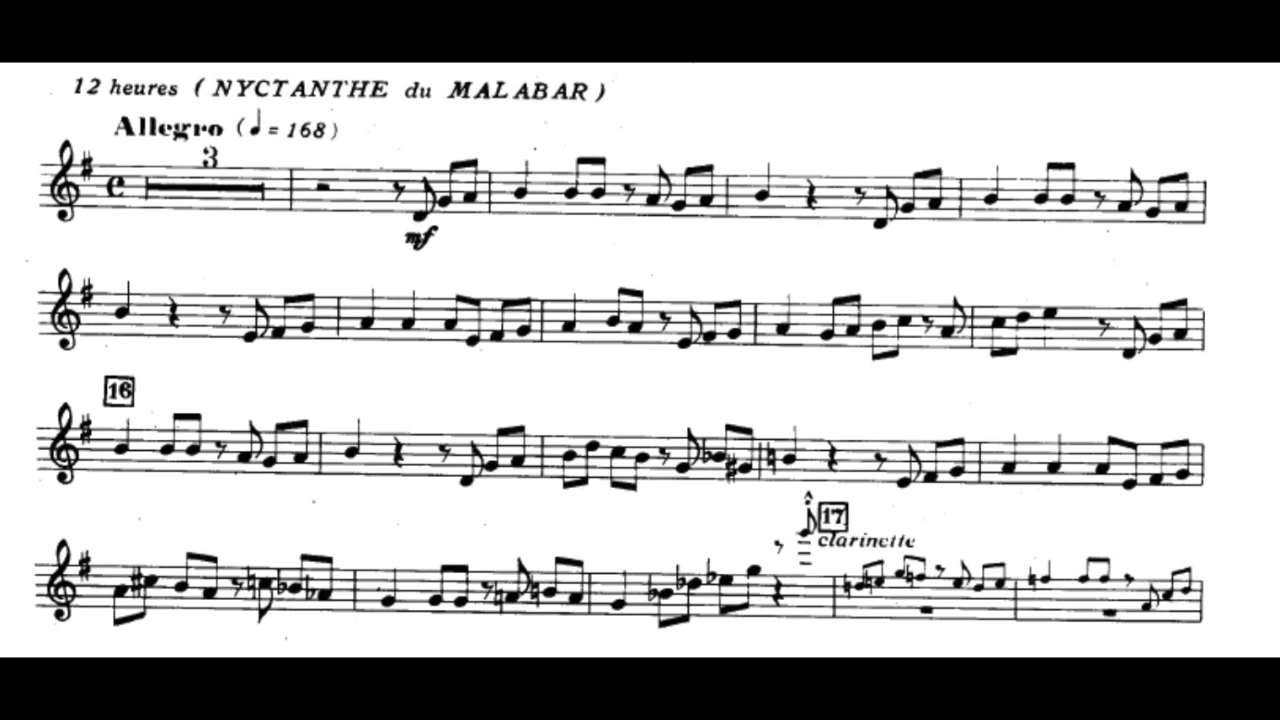 12 heures ( NYCTANTHE du MALABAR )
Allegro (♩ = 168)
3
mf
16
17
clarinette